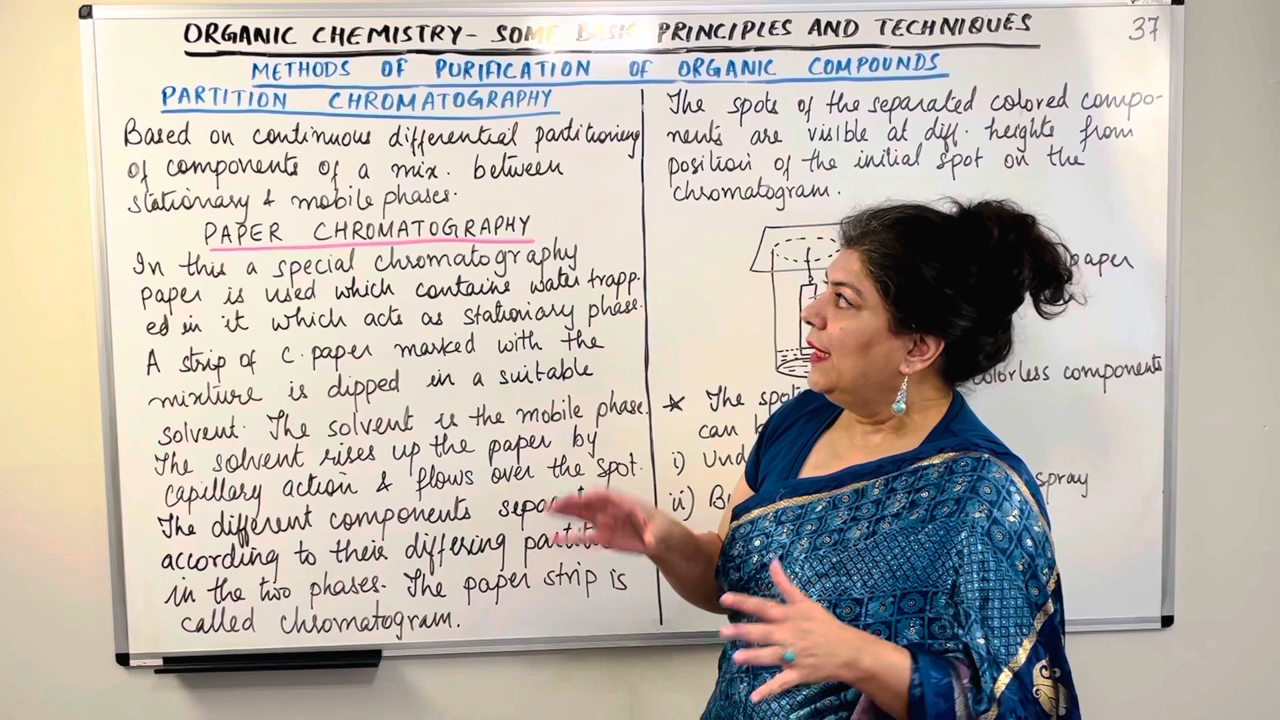 ORGANIC CHEMISTRY- SOME BASIC PRINCIPLES AND TECHNIQUES
37
METHODS OF PURIFICATION OF ORGANIC COMPOUNDS
PARTITION CHROMATOGRAPHY
Based on continuous differential partitioning
of components of a mix. between
stationary & mobile phases.
PAPER CHROMATOGRAPHY
In this a special chromatography
paper is used which contains water trapp-
ed in it which acts as stationary phase.
A strip of C. paper marked with the
mixture is dipped in a suitable
solvent. The solvent is the mobile phase.
The solvent rises up the paper by
capillary action & flows over the spot.
The different components
according to their differing
in the two phases. The paper strip is
called chromatogram.
The spots of the separated colored compo-
nents are visible at diff. heights from
position of the initial spot on the
chromatogram.
paper
* The colorless components
can
i)
ii) spray